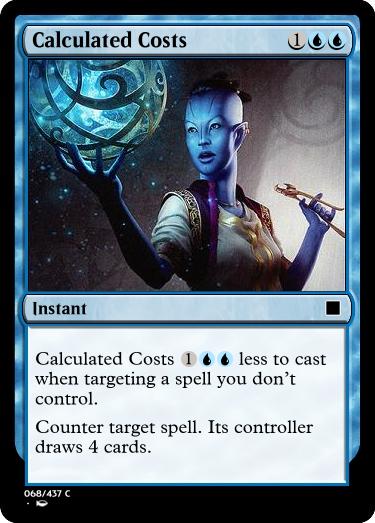 Calculated Costs 1
Instant
Calculated Costs 1 less to cast
when targeting a spell you don't
control.
Counter target spell. Its controller
draws 4 cards.
068/437 C